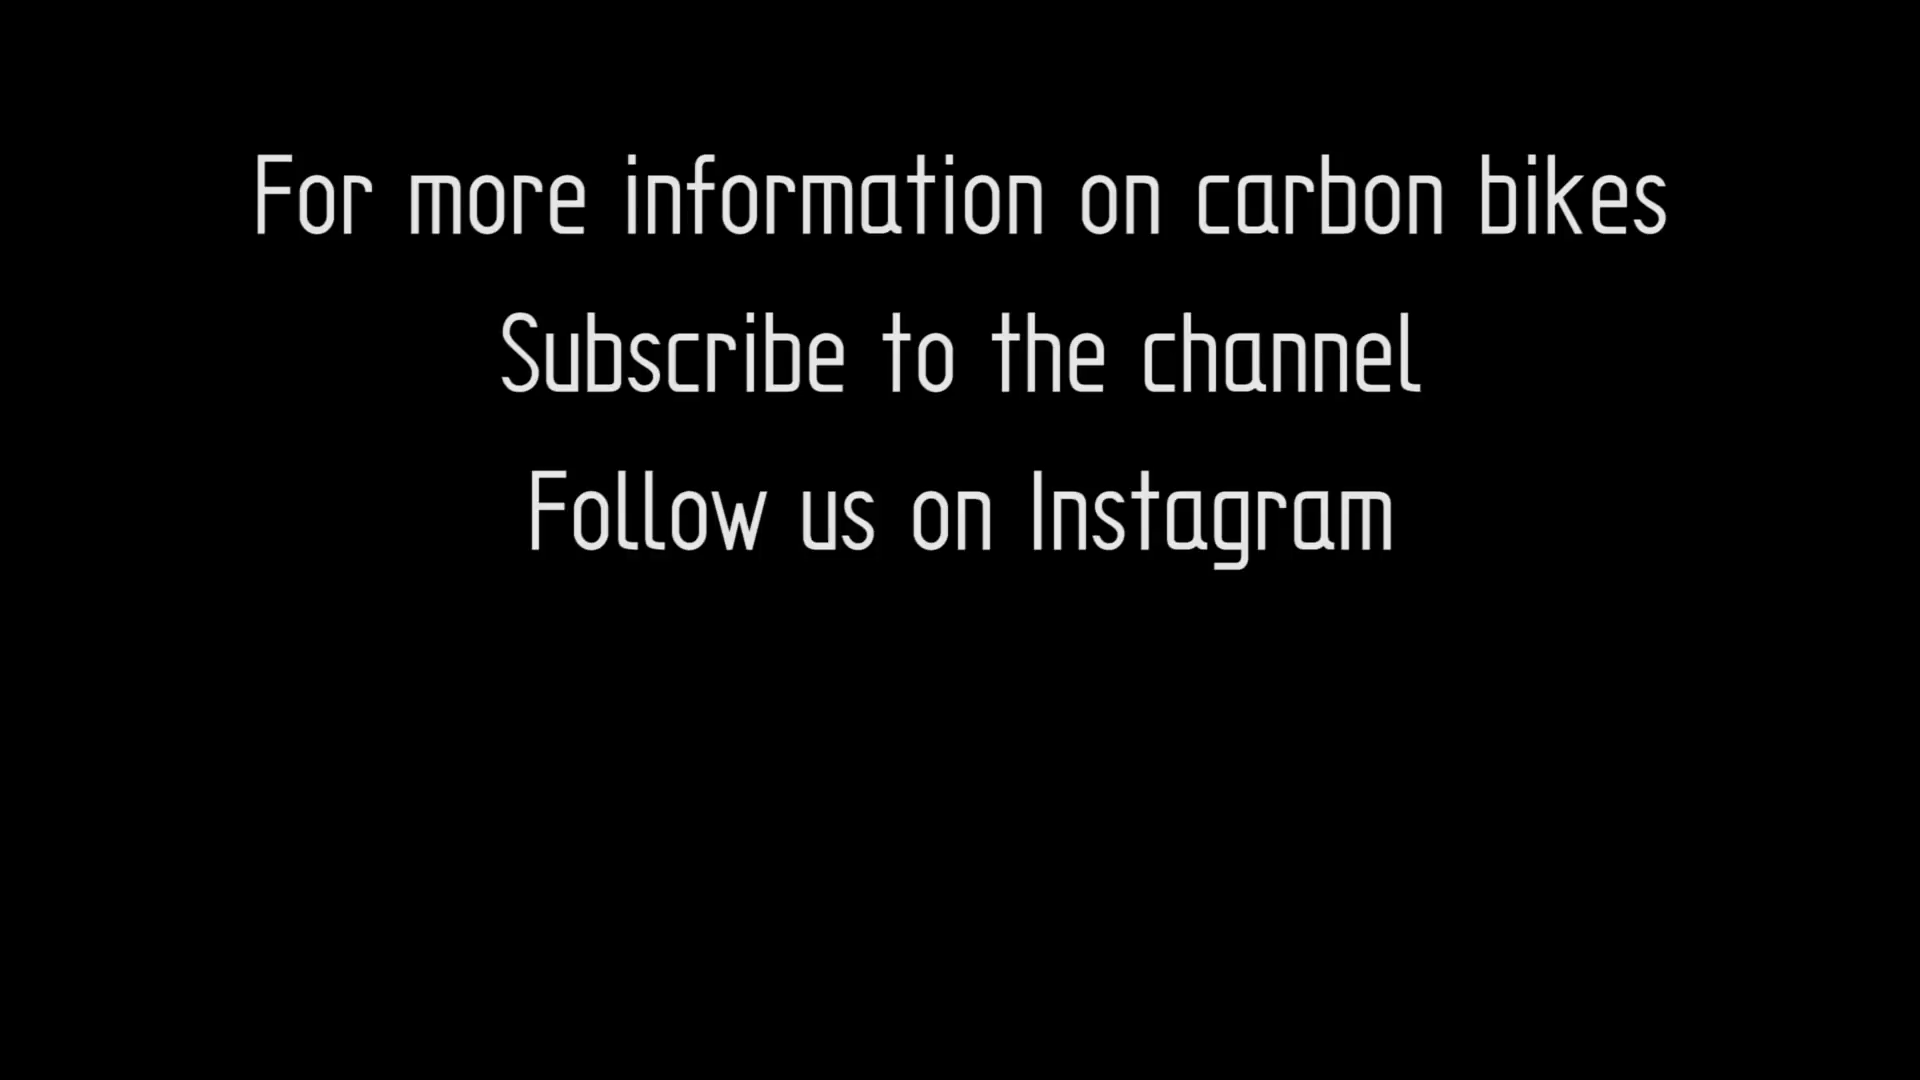 For more information on carbon bikes
Subscribe to the channel
Follow us on Instagram